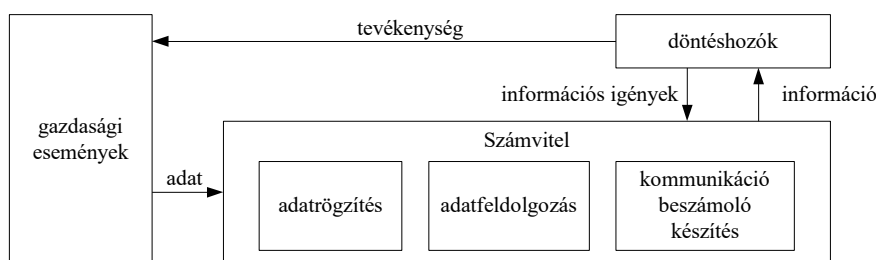 tevékenység
döntéshozók
információs igények
információ
gazdasági
események
Számvitel
adat
adatrögzítés
adatfeldolgozás
kommunikáció
beszámoló
készítés